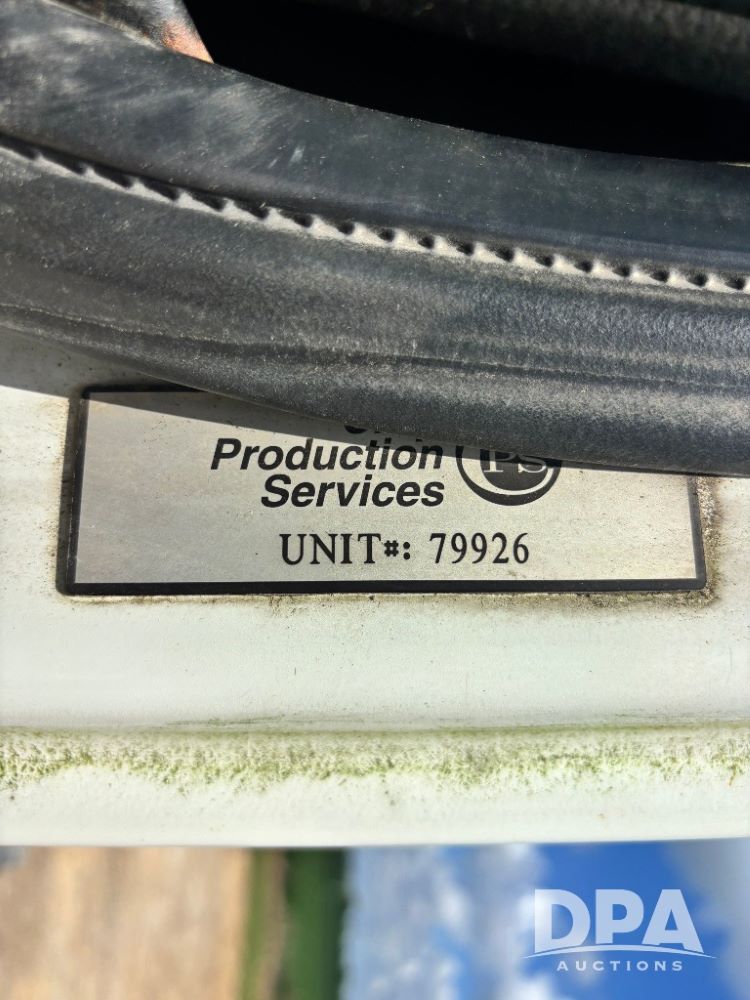 Production
Services
PS
UNIT#: 79926
DPA
AUCTIONS